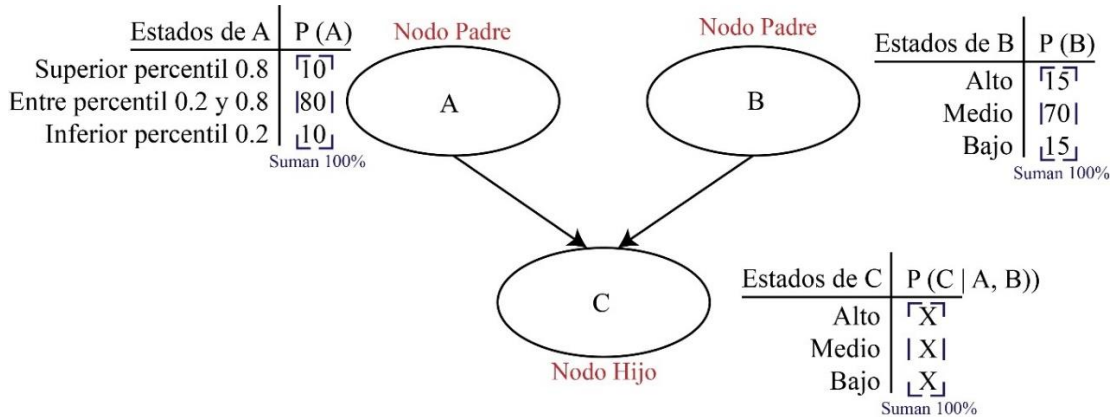 Estados de A P (A)
Superior percentil 0.8 10
Entre percentil 0.2 y 0.8 80
Inferior percentil 0.2 10
Suman 100%
Nodo Padre
A
Nodo Padre
B
Estados de B P (B)
Alto 15
Medio 70
Bajo 15
Suman 100%
C
Nodo Hijo
Estados de C P (C | A, B))
Alto X
Medio X
Bajo X
Suman 100%